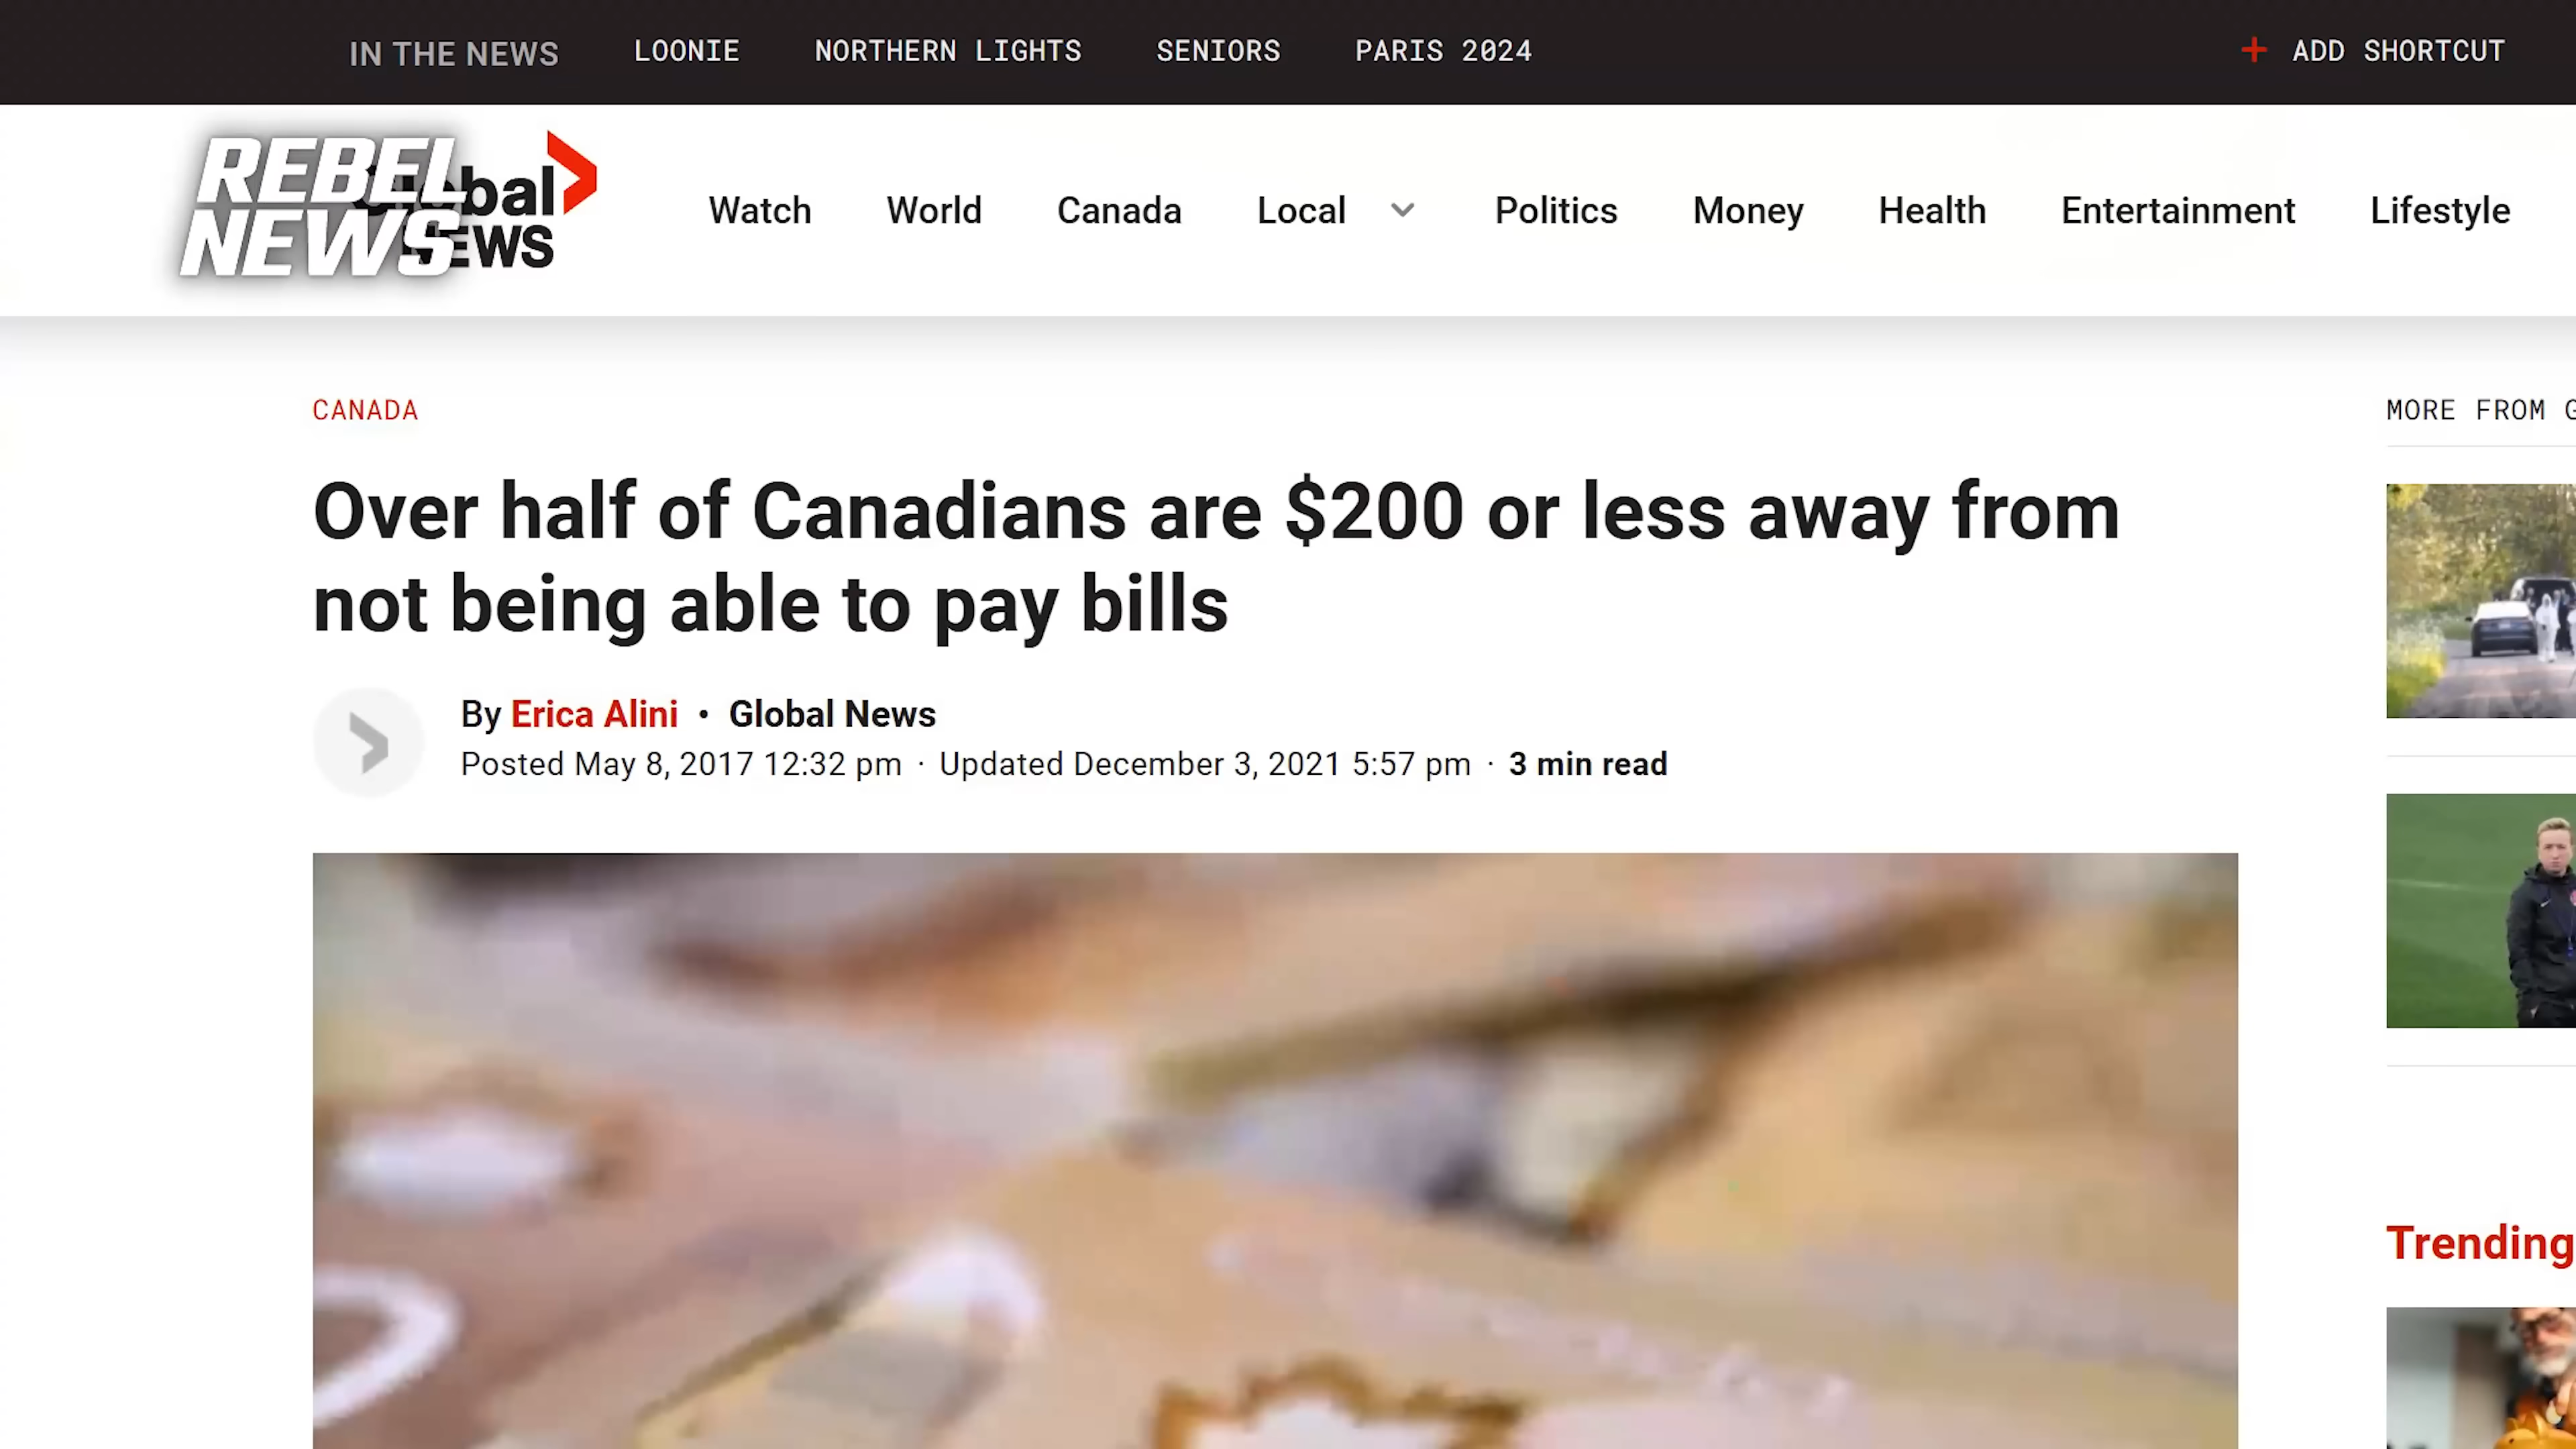 IN THE NEWS LOONIE NORTHERN LIGHTS SENIORS PARIS 2024 + ADD SHORTCUT
REBEL
NEWS
NEWS
Watch World Canada Local Politics Money Health Entertainment Lifestyle
CANADA
Over half of Canadians are $200 or less away from
not being able to pay bills
By Erica Alini • Global News
Posted May 8, 2017 12:32 pm · Updated December 3, 2021 5:57 pm · 3 min read
MORE FROM
Trending